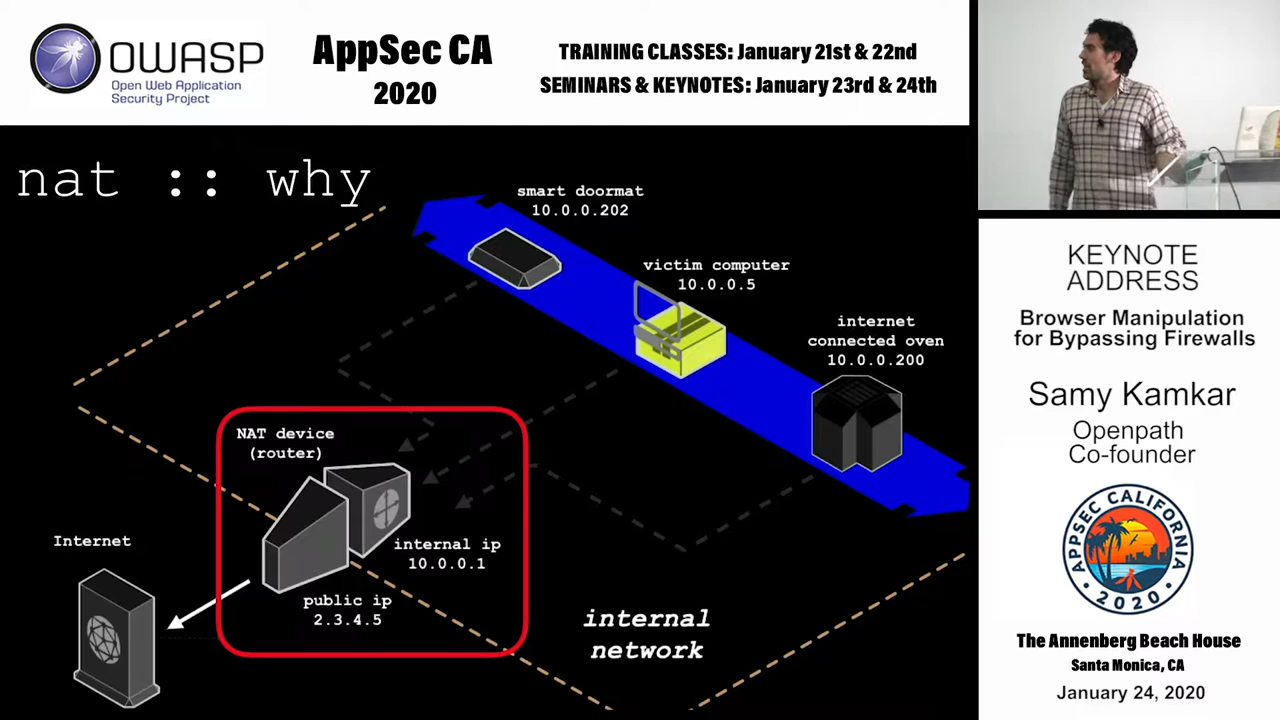 OWASP
Open Web Application
Security Project
AppSec CA
2020
TRAINING CLASSES: January 21st & 22nd
SEMINARS & KEYNOTES: January 23rd & 24th
nat :: why
smart doormat
10.0.0.202
victim computer
10.0.0.5
internet
connected oven
10.0.0.200
NAT device
(router)
internal ip
10.0.0.1
public ip
2.3.4.5
Internet
internal
network
KEYNOTE
ADDRESS
Browser Manipulation
for Bypassing Firewalls
Samy Kamkar
Openpath
Co-founder
APPSEC CALIFORNIA
2020
The Annenberg Beach House
Santa Monica, CA
January 24, 2020